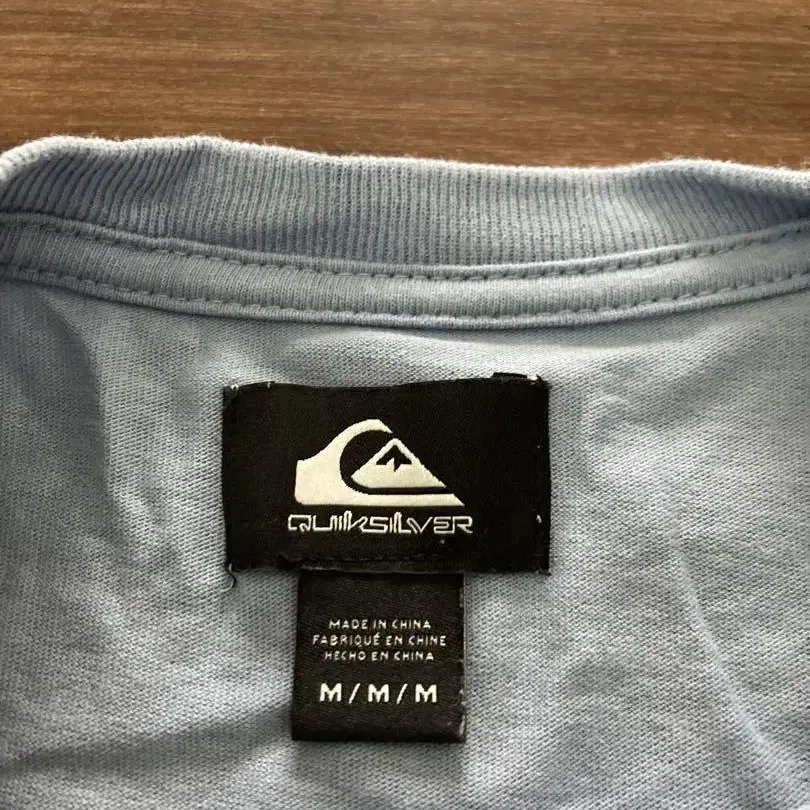 QUIKSILVER
MADE IN CHINA
FABRIQUÉ EN CHINE
HECHO EN CHINA
M/M/M